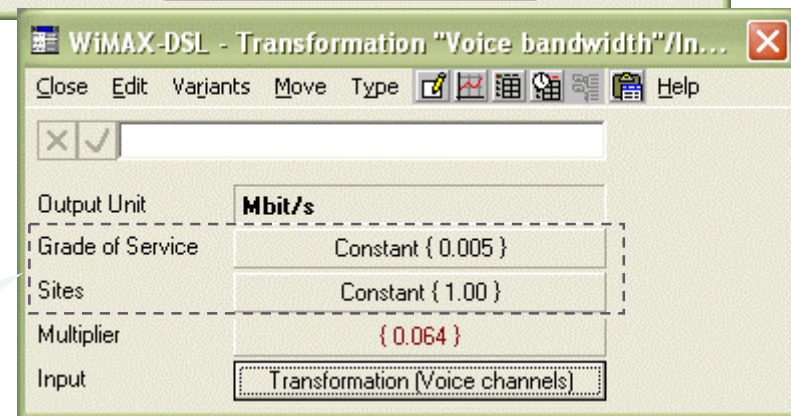 WiMAX-DSL - Transformation "Voice bandwidth"/In...
Close Edit Variants Move Type Help
Output Unit Mbit/s
Grade of Service Constant { 0.005 }
Sites Constant { 1.00 }
Multiplier { 0.064 }
Input Transformation (Voice channels)